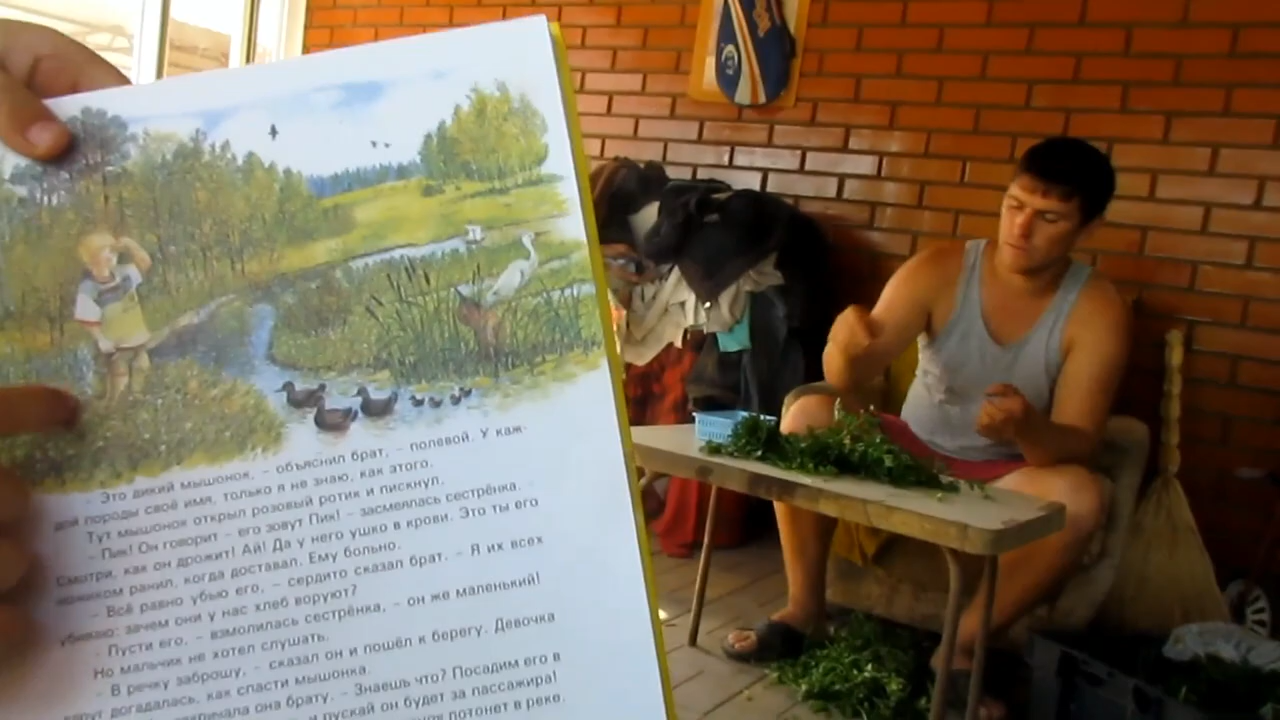 - Это дикий мышонок, - объяснил брат, - полевой. У каж-
дой породы своё имя, только я не знаю, как этого.
Тут мышонок открыл розовый ротик и пискнул.
- Пик! Он говорит - его зовут Пик! - засмеялась сестрёнка.
Смотри, как он дрожит! Ай! Да у него ушко в крови. Это ты его
ножиком ранил, когда доставал. Ему больно.
- Всё равно убью его, - сердито сказал брат. - Я их всех
убиваю: зачем они у нас хлеб воруют?
- Пусти его, - взмолилась сестрёнка, - он же маленький!
Но мальчик не хотел слушать.
- В речку заброшу, - сказал он и пошёл к берегу. Девочка
вдруг догадалась, как спасти мышонка.
закричала она брату. - Знаешь что? Посадим его в
и пускай он будет за пассажира!
потонет в реке.